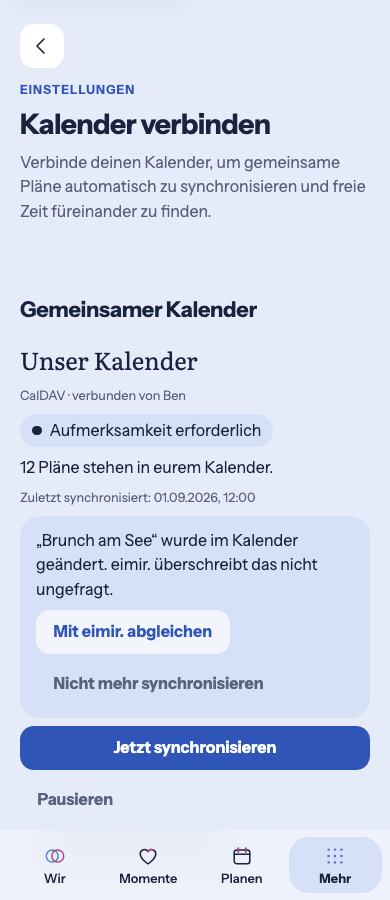 EINSTELLUNGEN
Kalender verbinden
Verbinde deinen Kalender, um gemeinsame
Pläne automatisch zu synchronisieren und freie
Zeit füreinander zu finden.
Gemeinsamer Kalender
Unser Kalender
CalDAV · verbunden von Ben
Aufmerksamkeit erforderlich
12 Pläne stehen in eurem Kalender.
Zuletzt synchronisiert: 01.09.2026, 12:00
„Brunch am See“ wurde im Kalender
geändert. eimir. überschreibt das nicht
ungefragt.
Mit eimir. abgleichen
Nicht mehr synchronisieren
Jetzt synchronisieren
Pausieren
Wir
Momente
Planen
Mehr